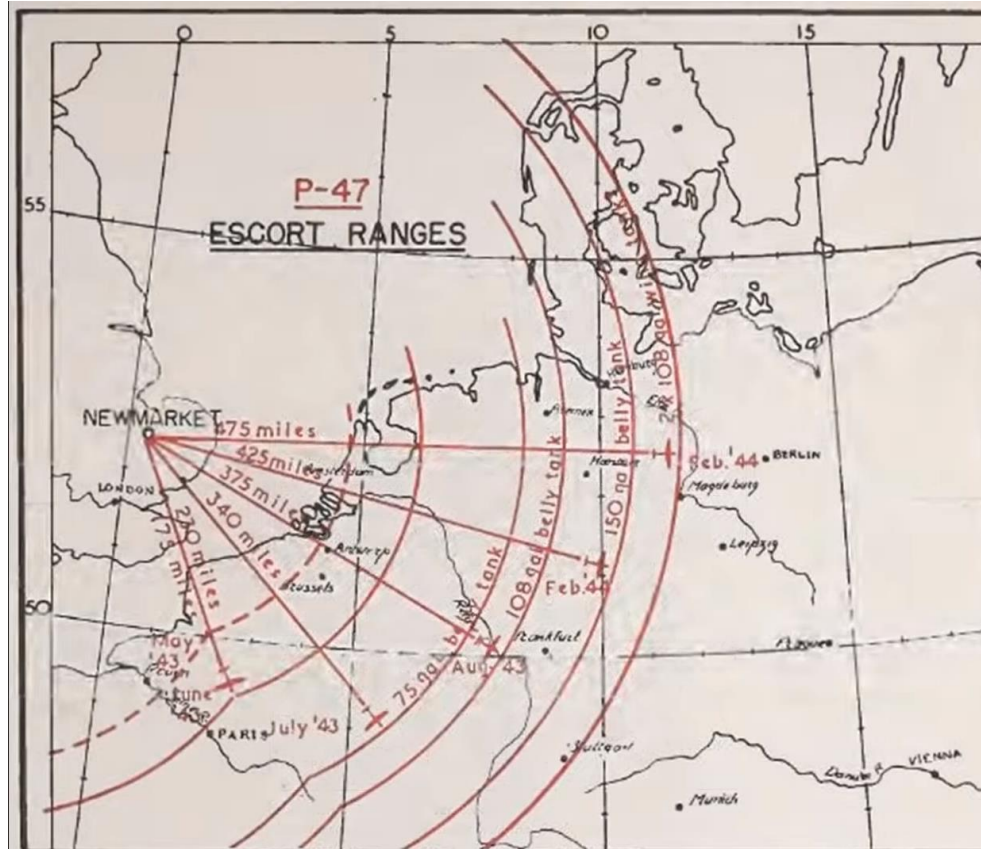 0 5 10 15
55
P-47
ESCORT RANGES
NEWMARKET
475 miles
425 miles
Amsterdam
375 miles
340 miles
230 miles
175 miles
LONDON
Antwerp
Brussels
50
May
'43
June
July '43
PARIS
Aug. '43
Feb. '44
Feb. '44
75 gal belly tank
108 gal belly tank
150 gal belly tank
2 x 108 gal wing tanks
Hamburg
Bremen
BERLIN
Magdeburg
Leipzig
Frankfurt
Stuttgart
Munich
Danube R
VIENNA